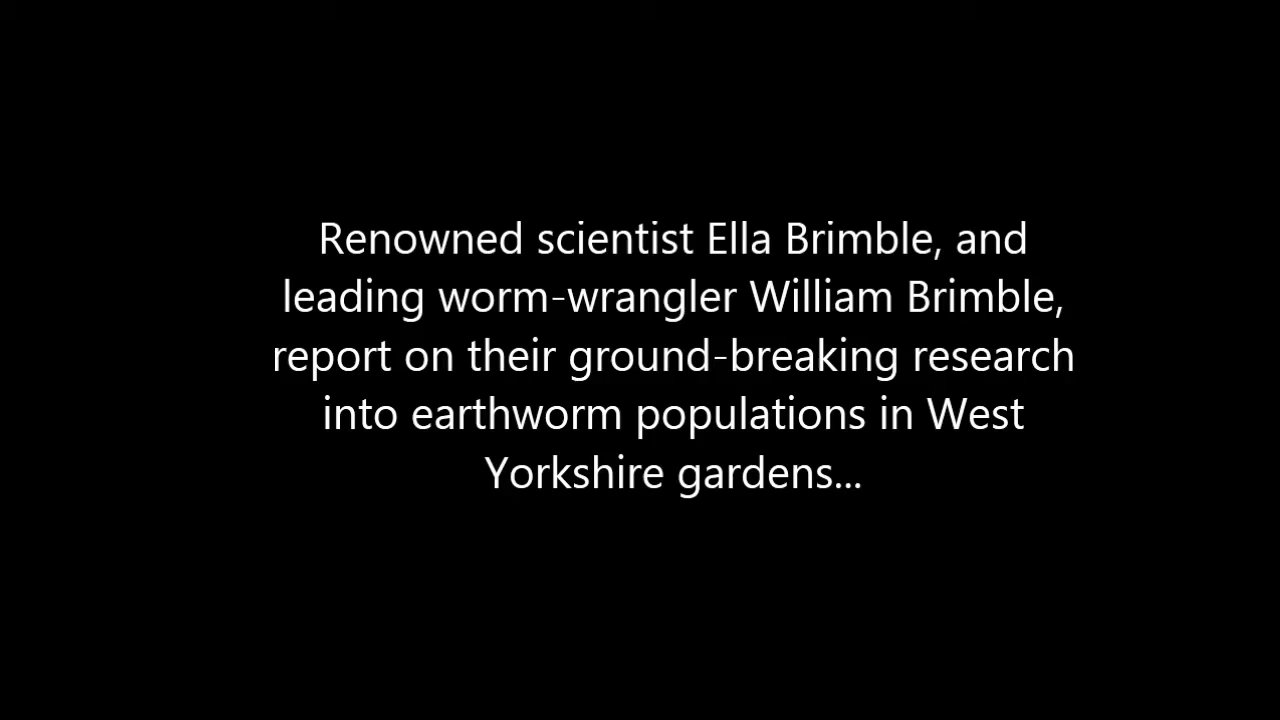 Renowned scientist Ella Brimble, and
leading worm-wrangler William Brimble,
report on their ground-breaking research
into earthworm populations in West
Yorkshire gardens...